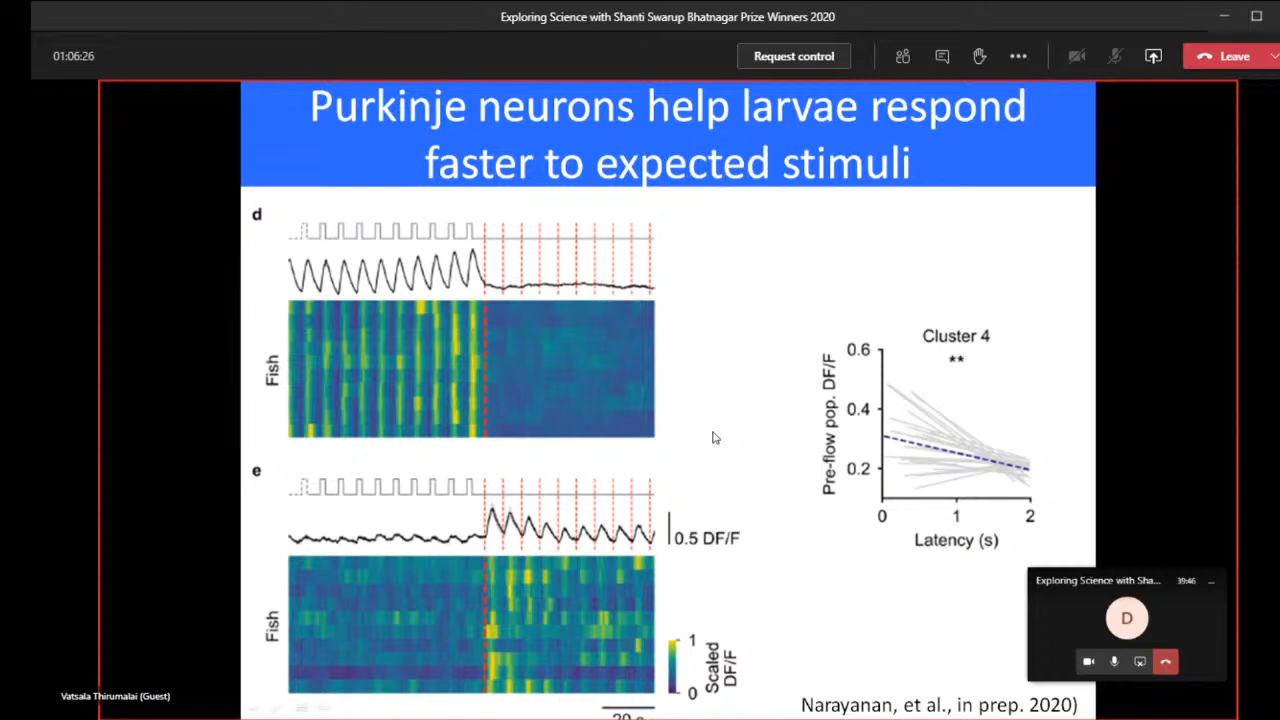 Exploring Science with Shanti Swarup Bhatnagar Prize Winners 2020
01:06:26
Request control
Leave
Purkinje neurons help larvae respond
faster to expected stimuli
d
Fish
e
0.5 DF/F
Fish
1
0
Scaled
DF/F
Cluster 4
**
0.6
0.4
0.2
Pre-flow pop. DF/F
0
1
2
Latency (s)
Exploring Science with Sha...
39:46
D
Vatsala Thirumalai (Guest)
Narayanan, et al., in prep. 2020)